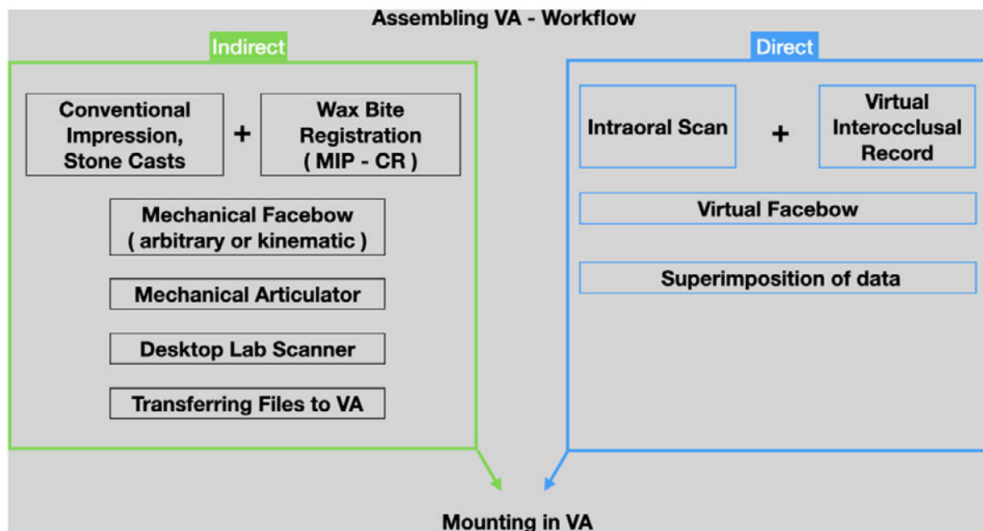 Assembling VA - Workflow
Indirect
Conventional
Impression,
Stone Casts
+
Wax Bite
Registration
( MIP - CR )
Mechanical Facebow
( arbitrary or kinematic )
Mechanical Articulator
Desktop Lab Scanner
Transferring Files to VA
Direct
Intraoral Scan
+
Virtual
Interocclusal
Record
Virtual Facebow
Superimposition of data
Mounting in VA